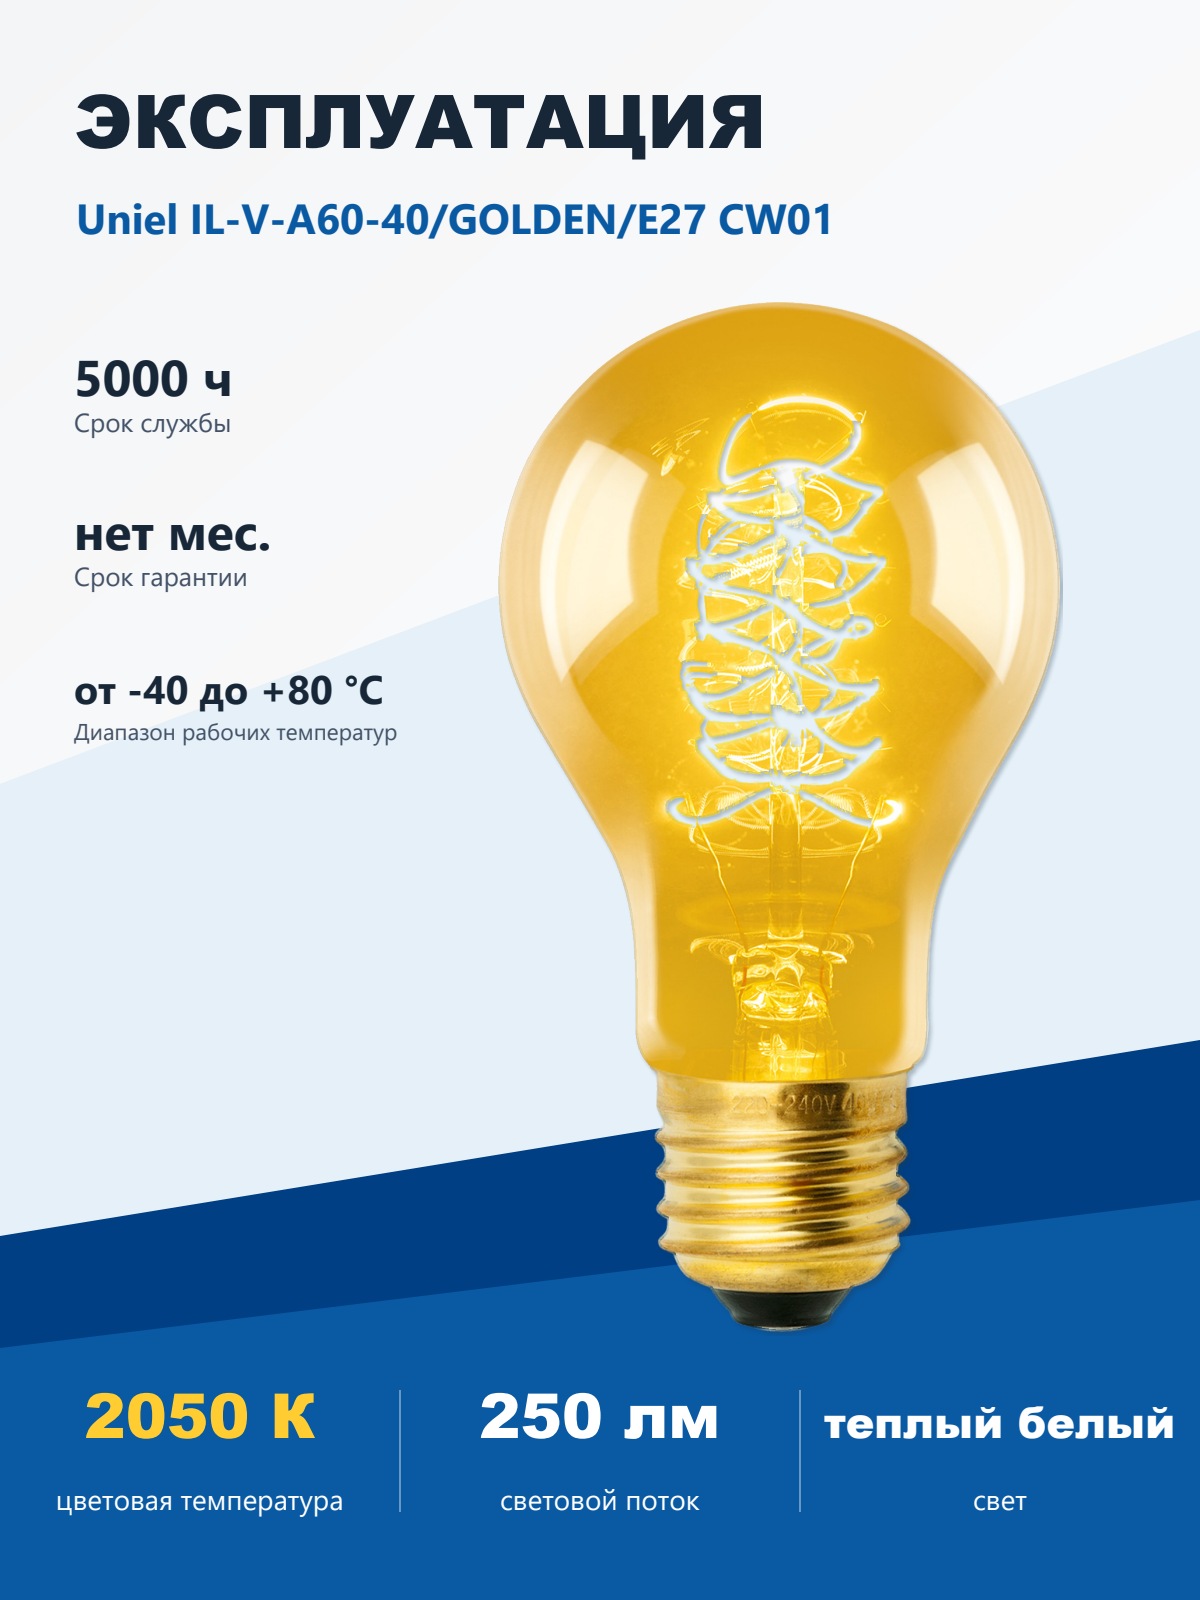 ЭКСПЛУАТАЦИЯ
Uniel IL-V-A60-40/GOLDEN/E27 CW01
5000 ч
Срок службы
нет мес.
Срок гарантии
от -40 до +80 °C
Диапазон рабочих температур
220-240V 40
2050 К
цветовая температура
250 лм
световой поток
теплый белый
свет